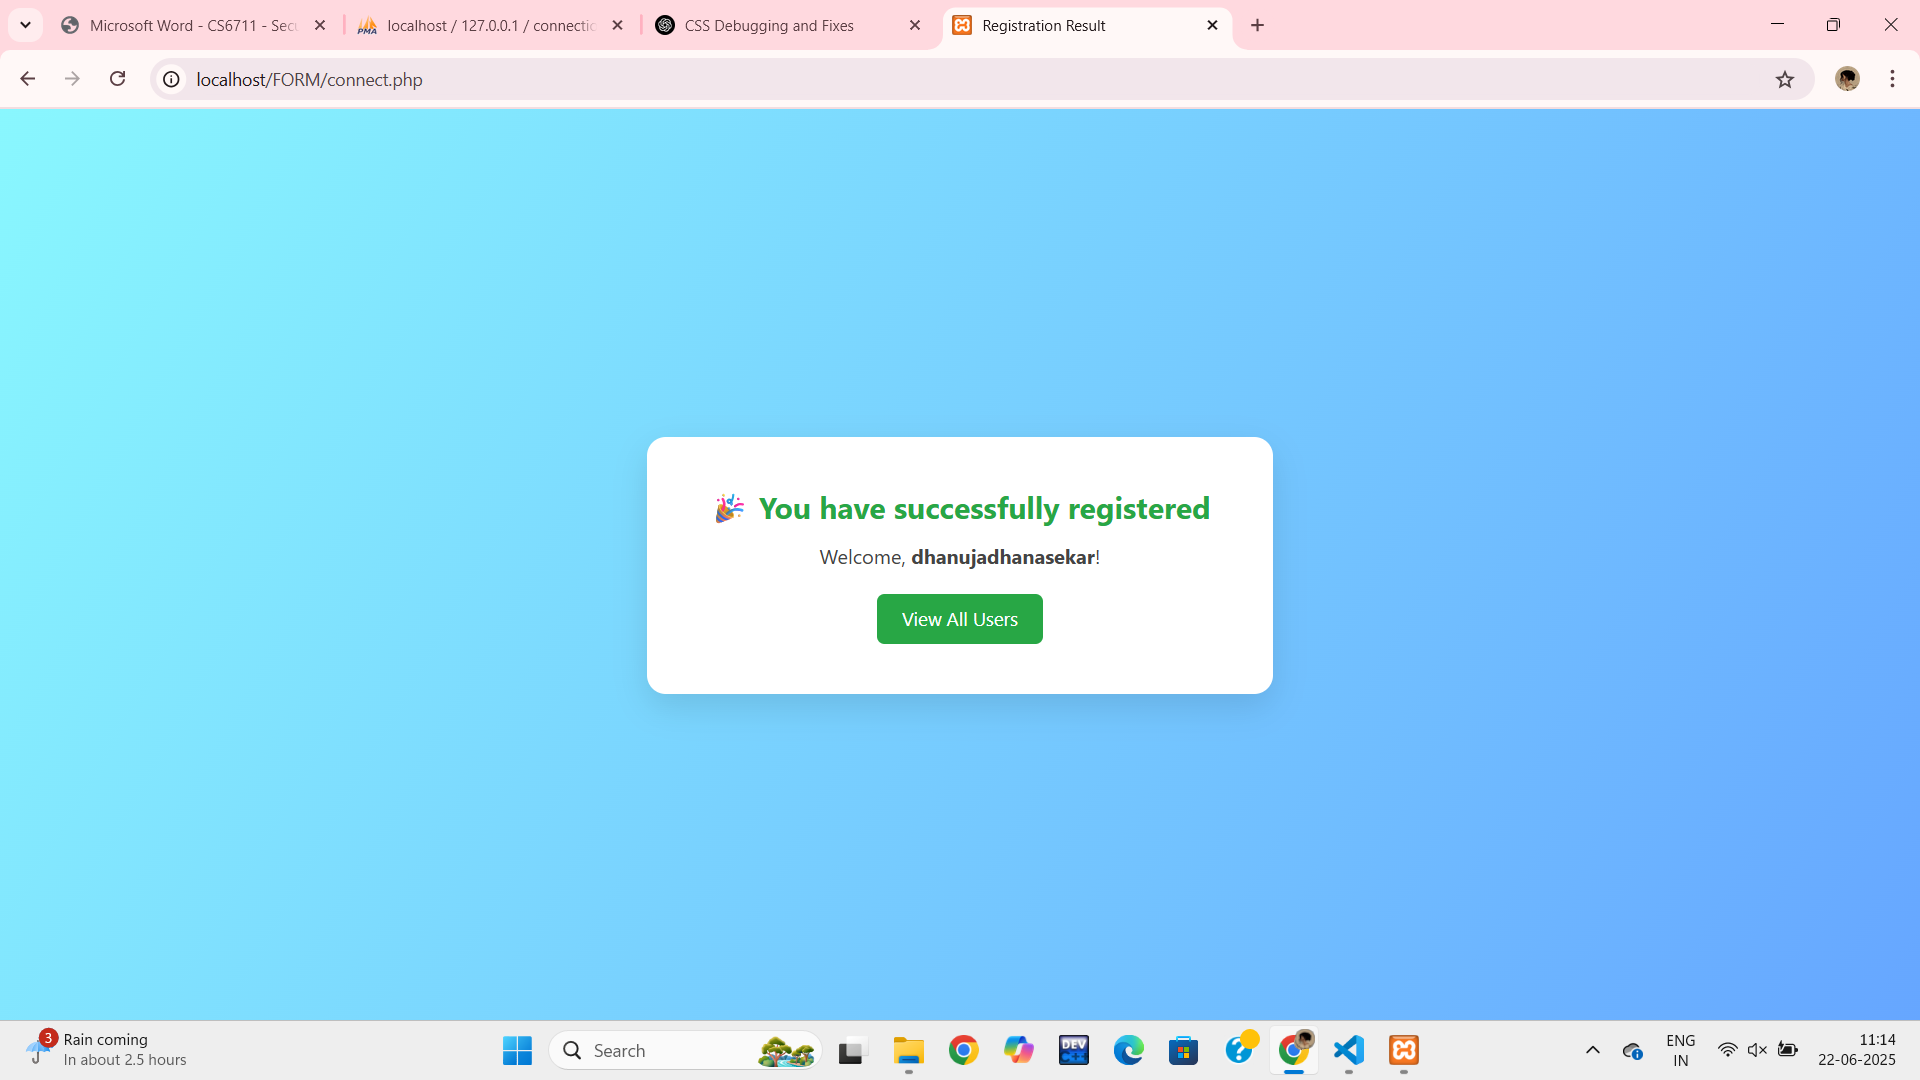 Microsoft Word - CS6711 - Secu
localhost / 127.0.0.1 / connectic
CSS Debugging and Fixes
Registration Result
localhost/FORM/connect.php
🎉 You have successfully registered
Welcome, dhanujadhanasekar!
View All Users
3
Rain coming
In about 2.5 hours
Search
DEV
C++
ENG
IN
11:14
22-06-2025